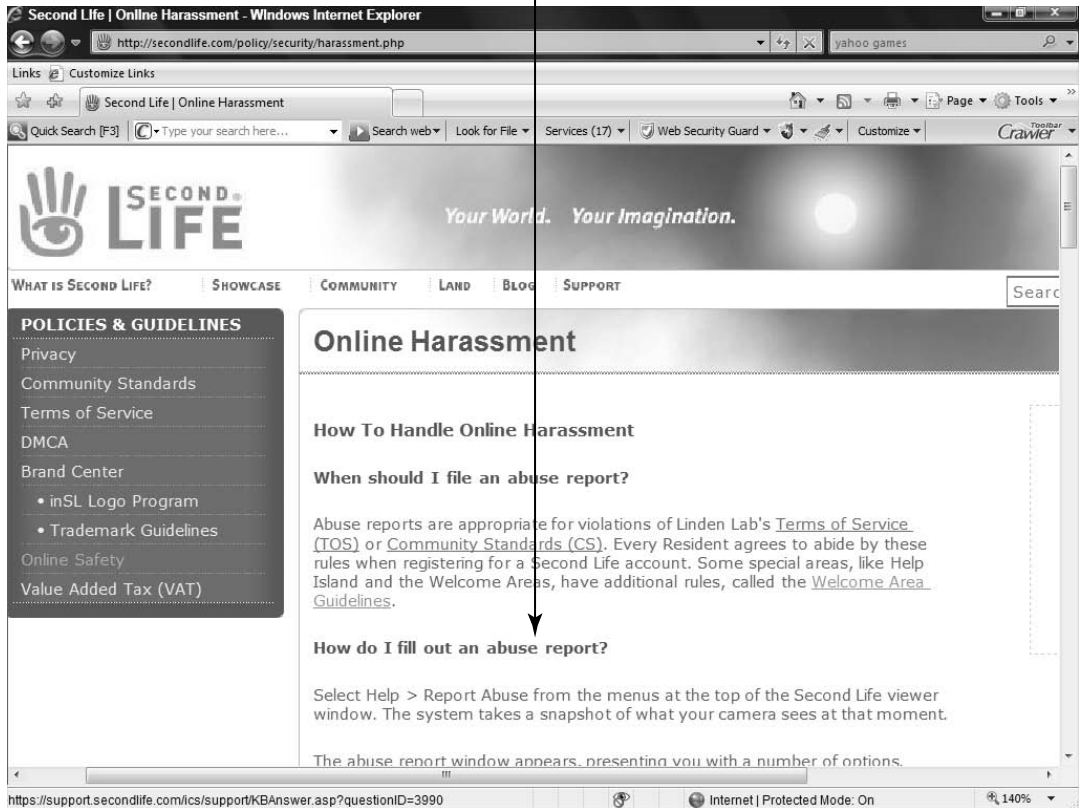 Second Life | Online Harassment - Windows Internet Explorer
http://secondlife.com/policy/security/harassment.php
yahoo games
Links Customize Links
Second Life | Online Harassment
Page Tools
Quick Search [F3] Type your search here... Search web Look for File Services (17) Web Security Guard Customize Crawler Toolbar
SECOND LIFE
Your World. Your Imagination.
WHAT IS SECOND LIFE? SHOWCASE COMMUNITY LAND BLOG SUPPORT
Searc
POLICIES & GUIDELINES
Privacy
Community Standards
Terms of Service
DMCA
Brand Center
• inSL Logo Program
• Trademark Guidelines
Online Safety
Value Added Tax (VAT)
Online Harassment
How To Handle Online Harassment
When should I file an abuse report?
Abuse reports are appropriate for violations of Linden Lab's Terms of Service
(TOS) or Community Standards (CS). Every Resident agrees to abide by these
rules when registering for a Second Life account. Some special areas, like Help
Island and the Welcome Areas, have additional rules, called the Welcome Area
Guidelines.
How do I fill out an abuse report?
Select Help > Report Abuse from the menus at the top of the Second Life viewer
window. The system takes a snapshot of what your camera sees at that moment.
The abuse report window appears, presenting you with a number of options.
https://support.secondlife.com/ics/support/KBAnswer.asp?questionID=3990
Internet | Protected Mode: On
140%